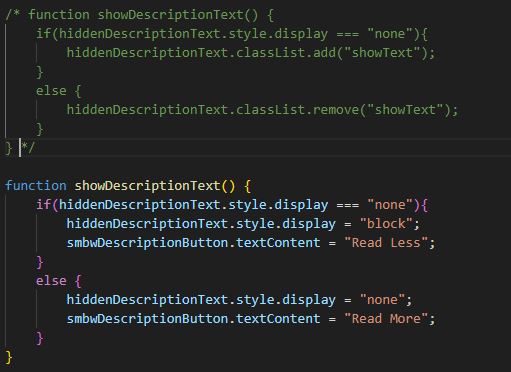 /* function showDescriptionText() {
    if(hiddenDescriptionText.style.display === "none"){
        hiddenDescriptionText.classList.add("showText");
    }
    else {
        hiddenDescriptionText.classList.remove("showText");
    }
} */
function showDescriptionText() {
    if(hiddenDescriptionText.style.display === "none"){
        hiddenDescriptionText.style.display = "block";
        smbwDescriptionButton.textContent = "Read Less";
    }
    else {
        hiddenDescriptionText.style.display = "none";
        smbwDescriptionButton.textContent = "Read More";
    }
}